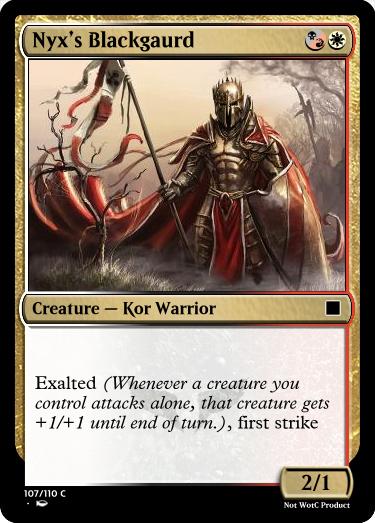 Nyx's Blackgaurd
Creature — Kor Warrior
Exalted (Whenever a creature you
control attacks alone, that creature gets
+1/+1 until end of turn.), first strike
2/1
107/110 C
Not WotC Product